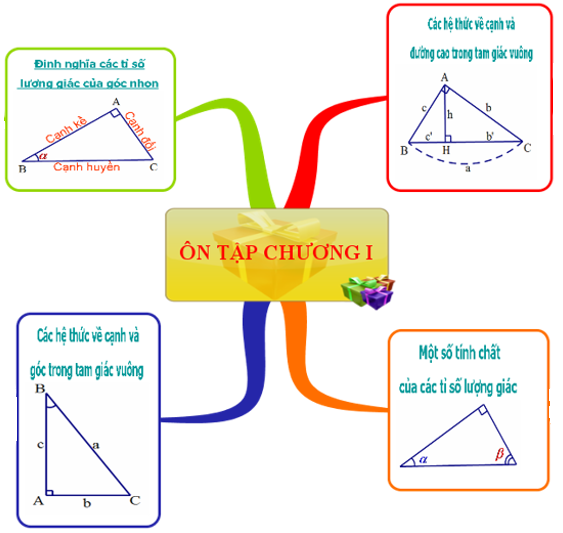 Định nghĩa các tỉ số
lượng giác của góc nhọn
A
Cạnh kề
Cạnh đối
B
α
C
Cạnh huyền
Các hệ thức về cạnh và
đường cao trong tam giác vuông
A
c
h
b
c'
b'
B
H
C
a
ÔN TẬP CHƯƠNG I
Các hệ thức về cạnh và
góc trong tam giác vuông
B
c
a
A
b
C
Một số tính chất
của các tỉ số lượng giác
α
β